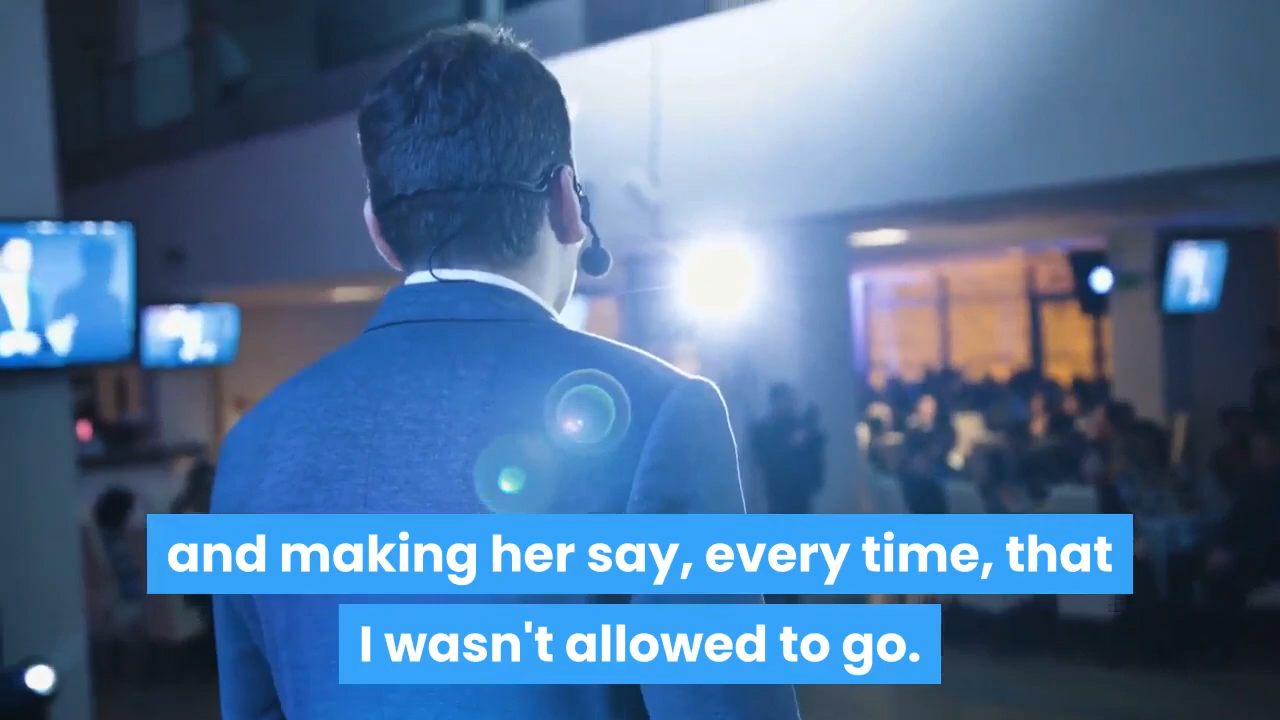 and making her say, every time, that
I wasn't allowed to go.